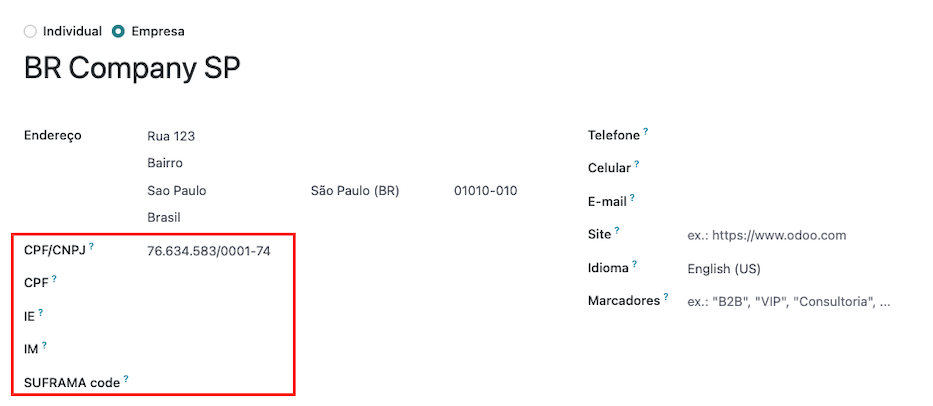 Individual Empresa
BR Company SP
Endereço Rua 123
Bairro
Sao Paulo São Paulo (BR) 01010-010
Brasil
CPF/CNPJ ? 76.634.583/0001-74
CPF ?
IE ?
IM ?
SUFRAMA code ?
Telefone ?
Celular ?
E-mail ?
Site ? ex.: https://www.odoo.com
Idioma ? English (US)
Marcadores ? ex.: "B2B", "VIP", "Consultoria", ...